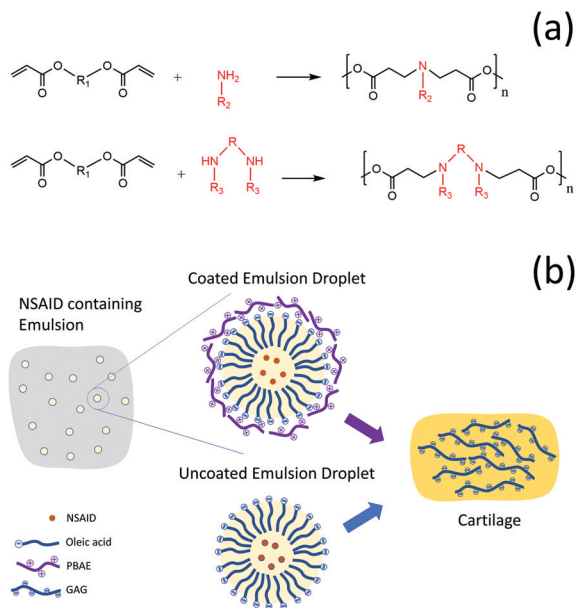 (a)
O R₁ O O O + NH₂ R₂ O O N R₂ O O n
O R₁ O O O + R HN NH R₃ R₃ O O N R N R₃ R₃ O O n
(b)
Coated Emulsion Droplet
NSAID containing
Emulsion
Uncoated Emulsion Droplet
Cartilage
NSAID
Oleic acid
PBAE
GAG